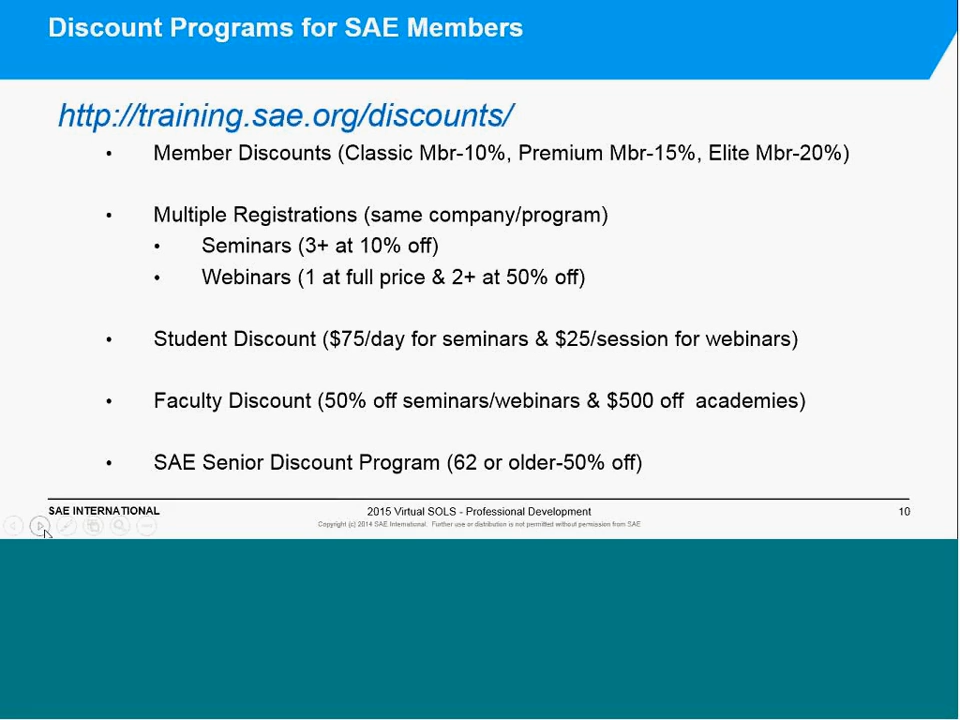 Discount Programs for SAE Members
http://training.sae.org/discounts/
• Member Discounts (Classic Mbr-10%, Premium Mbr-15%, Elite Mbr-20%)
• Multiple Registrations (same company/program)
• Seminars (3+ at 10% off)
• Webinars (1 at full price & 2+ at 50% off)
• Student Discount ($75/day for seminars & $25/session for webinars)
• Faculty Discount (50% off seminars/webinars & $500 off academies)
• SAE Senior Discount Program (62 or older-50% off)
SAE INTERNATIONAL 2015 Virtual SOLS - Professional Development 10
Copyright (c) 2014 SAE International. Further use or distribution is not permitted without permission from SAE